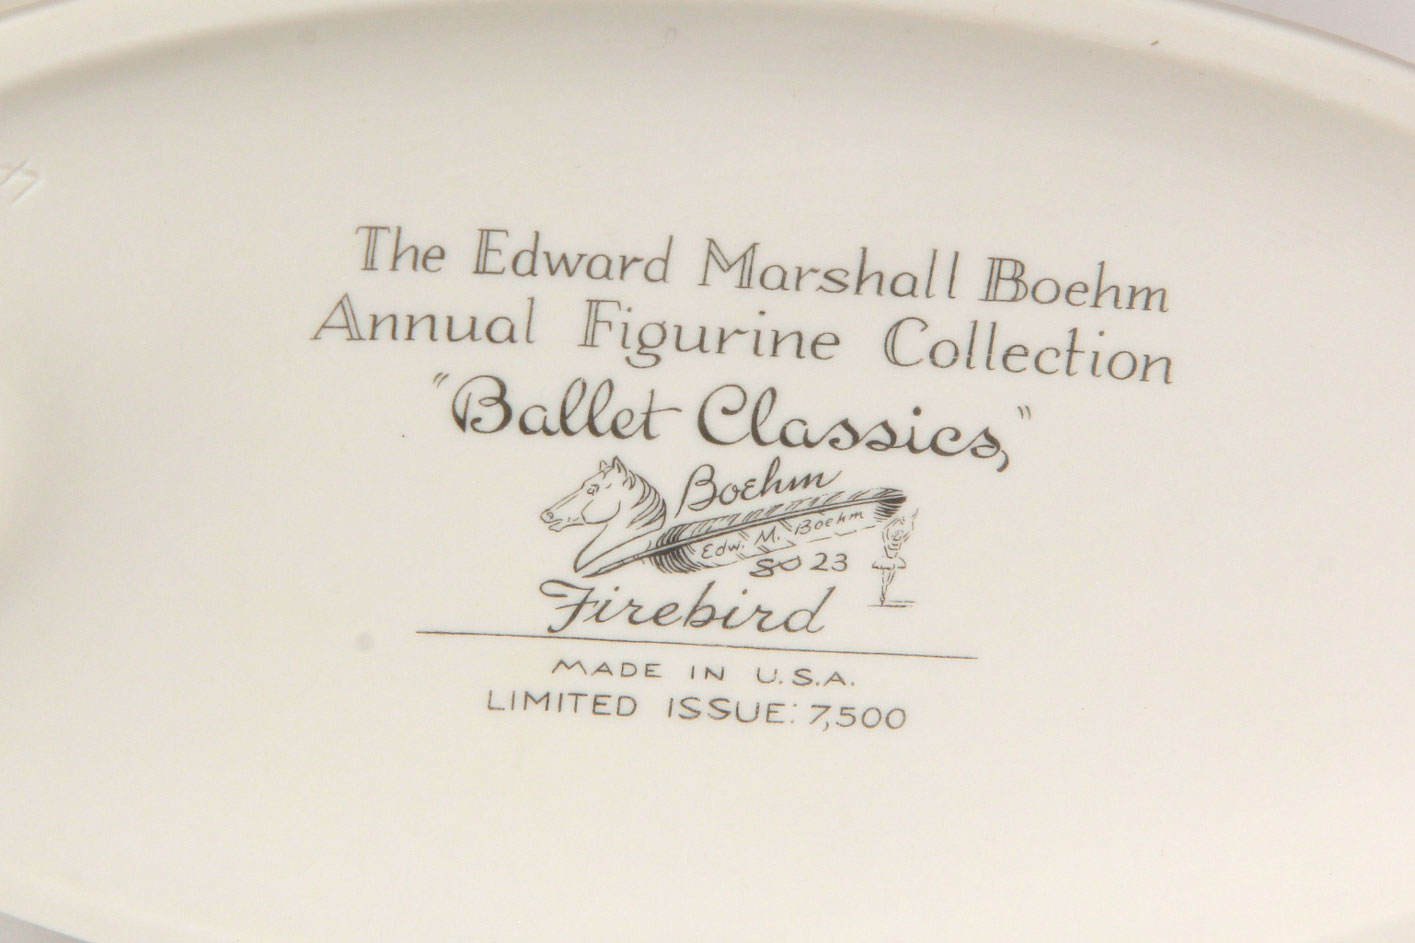 The Edward Marshall Boehm
Annual Figurine Collection
"Ballet Classics,"
Boehm
Edw. M. Boehm
23
Firebird
MADE IN U.S.A.
LIMITED ISSUE: 7,500